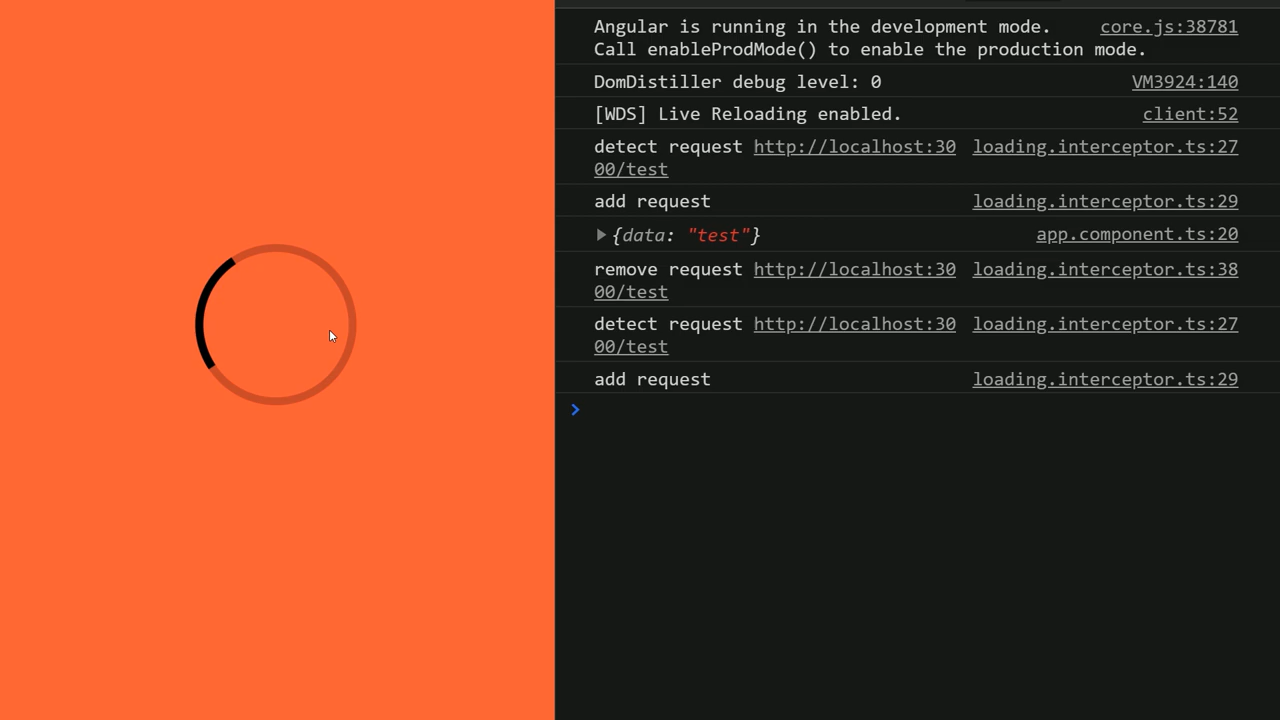 Angular is running in the development mode. core.js:38781
Call enableProdMode() to enable the production mode.
DomDistiller debug level: 0 VM3924:140
[WDS] Live Reloading enabled. client:52
detect request http://localhost:30 loading.interceptor.ts:27
00/test
add request loading.interceptor.ts:29
{data: "test"} app.component.ts:20
remove request http://localhost:30 loading.interceptor.ts:38
00/test
detect request http://localhost:30 loading.interceptor.ts:27
00/test
add request loading.interceptor.ts:29